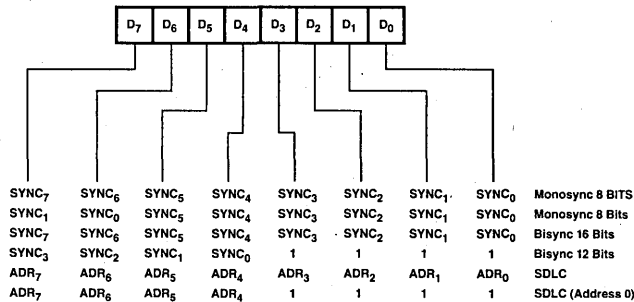 D₇ D₆ D₅ D₄ D₃ D₂ D₁ D₀
SYNC₇ SYNC₆ SYNC₅ SYNC₄ SYNC₃ SYNC₂ SYNC₁ SYNC₀ Monosync 8 BITS
SYNC₁ SYNC₀ SYNC₅ SYNC₄ SYNC₃ SYNC₂ SYNC₁ SYNC₀ Monosync 8 Bits
SYNC₇ SYNC₆ SYNC₅ SYNC₄ SYNC₃ SYNC₂ SYNC₁ SYNC₀ Bisync 16 Bits
SYNC₃ SYNC₂ SYNC₁ SYNC₀ 1 1 1 1 Bisync 12 Bits
ADR₇ ADR₆ ADR₅ ADR₄ ADR₃ ADR₂ ADR₁ ADR₀ SDLC
ADR₇ ADR₆ ADR₅ ADR₄ 1 1 1 1 SDLC (Address 0)